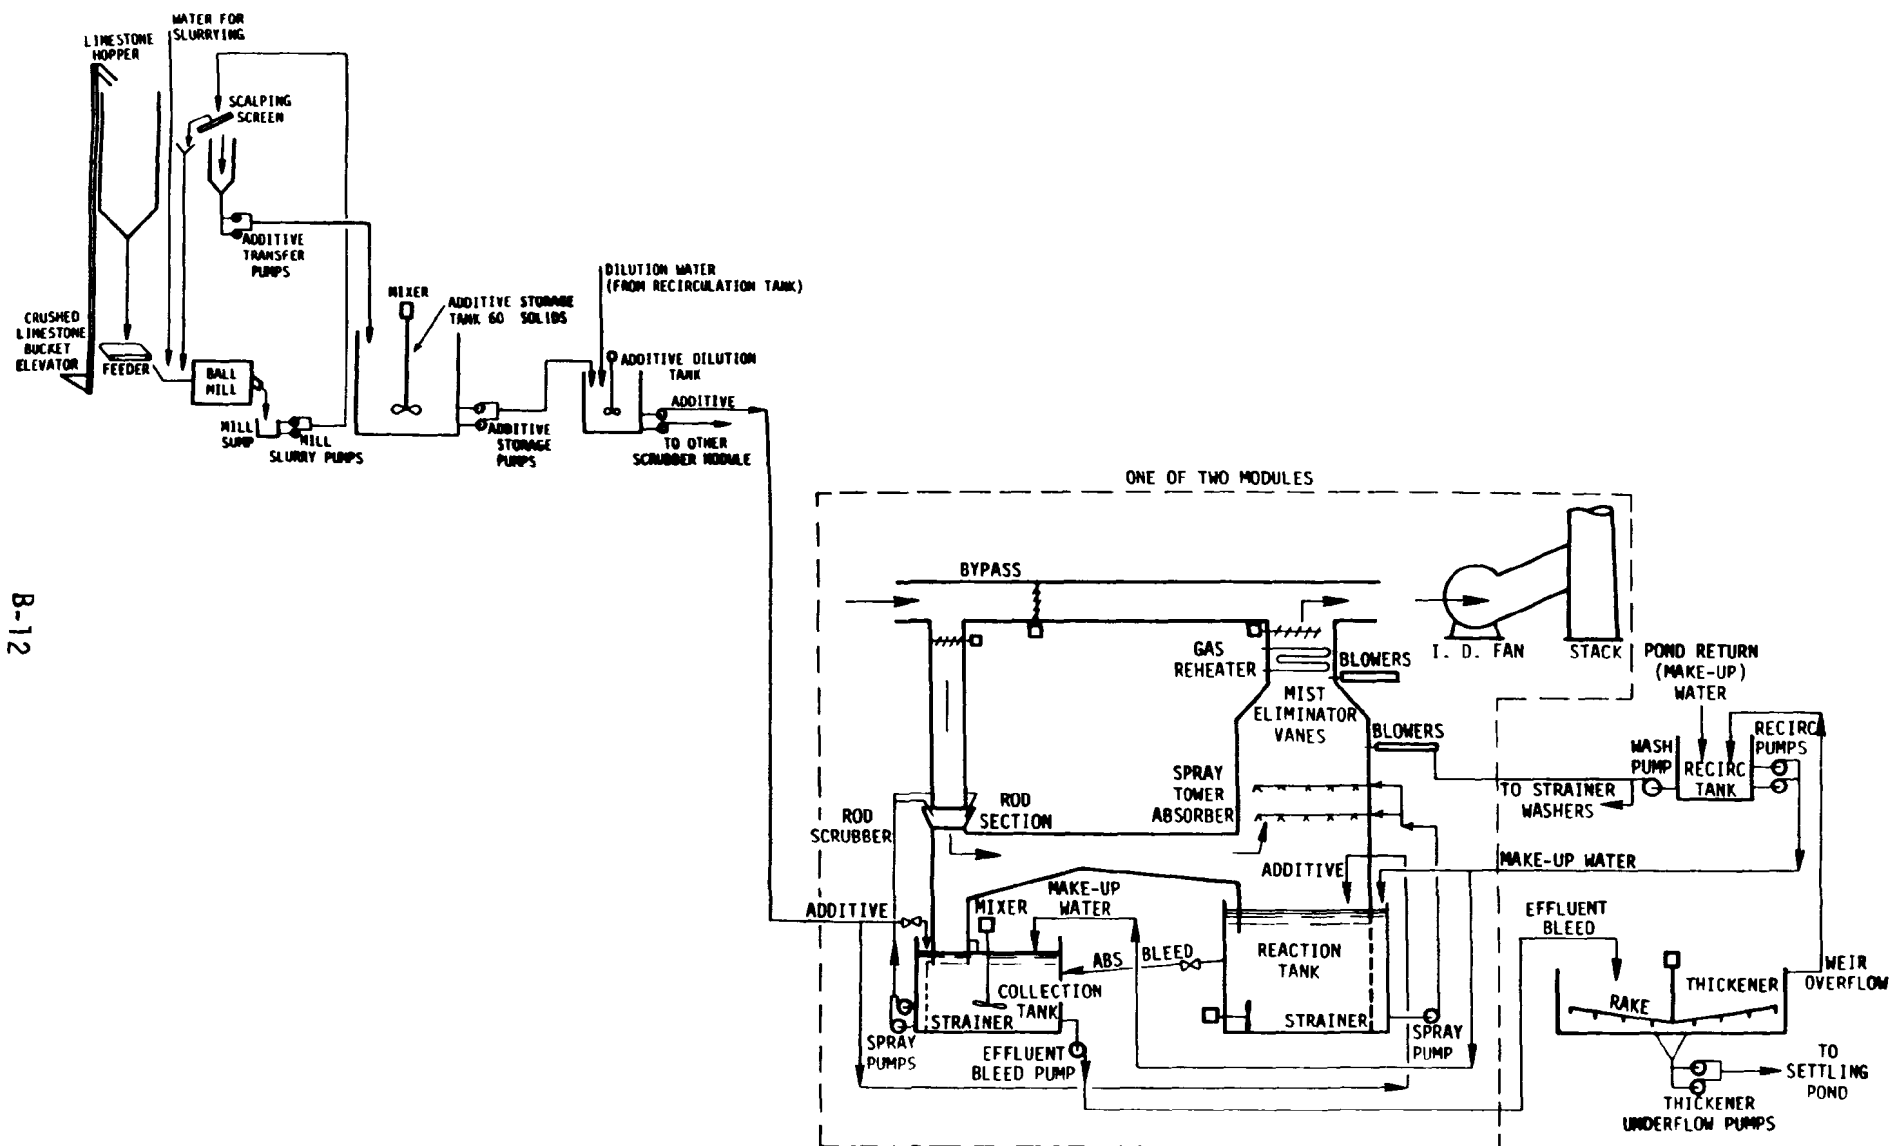 WATER FOR
SLURRYING
LIMESTONE
HOPPER
SCALPING
SCREEN
ADDITIVE
TRANSFER
PUMPS
CRUSHED
LIMESTONE
BUCKET
ELEVATOR
FEEDER
BALL
MILL
MILL
SUMP
MILL
SLURRY PUMPS
MIXER
ADDITIVE STORAGE
TANK 60 SOLIDS
ADDITIVE
STORAGE
PUMPS
DILUTION WATER
(FROM RECIRCULATION TANK)
ADDITIVE DILUTION
TANK
ADDITIVE
TO OTHER
SCRUBBER MODULE
ONE OF TWO MODULES
BYPASS
GAS
REHEATER
BLOWERS
MIST
ELIMINATOR
VANES
BLOWERS
I. D. FAN
STACK
POND RETURN
(MAKE-UP)
WATER
RECIRC
PUMPS
WASH
PUMP
RECIRC
TANK
TO STRAINER
WASHERS
SPRAY
TOWER
ABSORBER
ROD
SECTION
ROD
SCRUBBER
ADDITIVE
MAKE-UP WATER
ADDITIVE
MAKE-UP
WATER
MIXER
ABS BLEED
REACTION
TANK
COLLECTION
TANK
STRAINER
STRAINER
SPRAY
PUMPS
EFFLUENT
BLEED PUMP
SPRAY
PUMP
EFFLUENT
BLEED
THICKENER
RAKE
WEIR
OVERFLOW
TO
SETTLING
POND
THICKENER
UNDERFLOW PUMPS
B-12